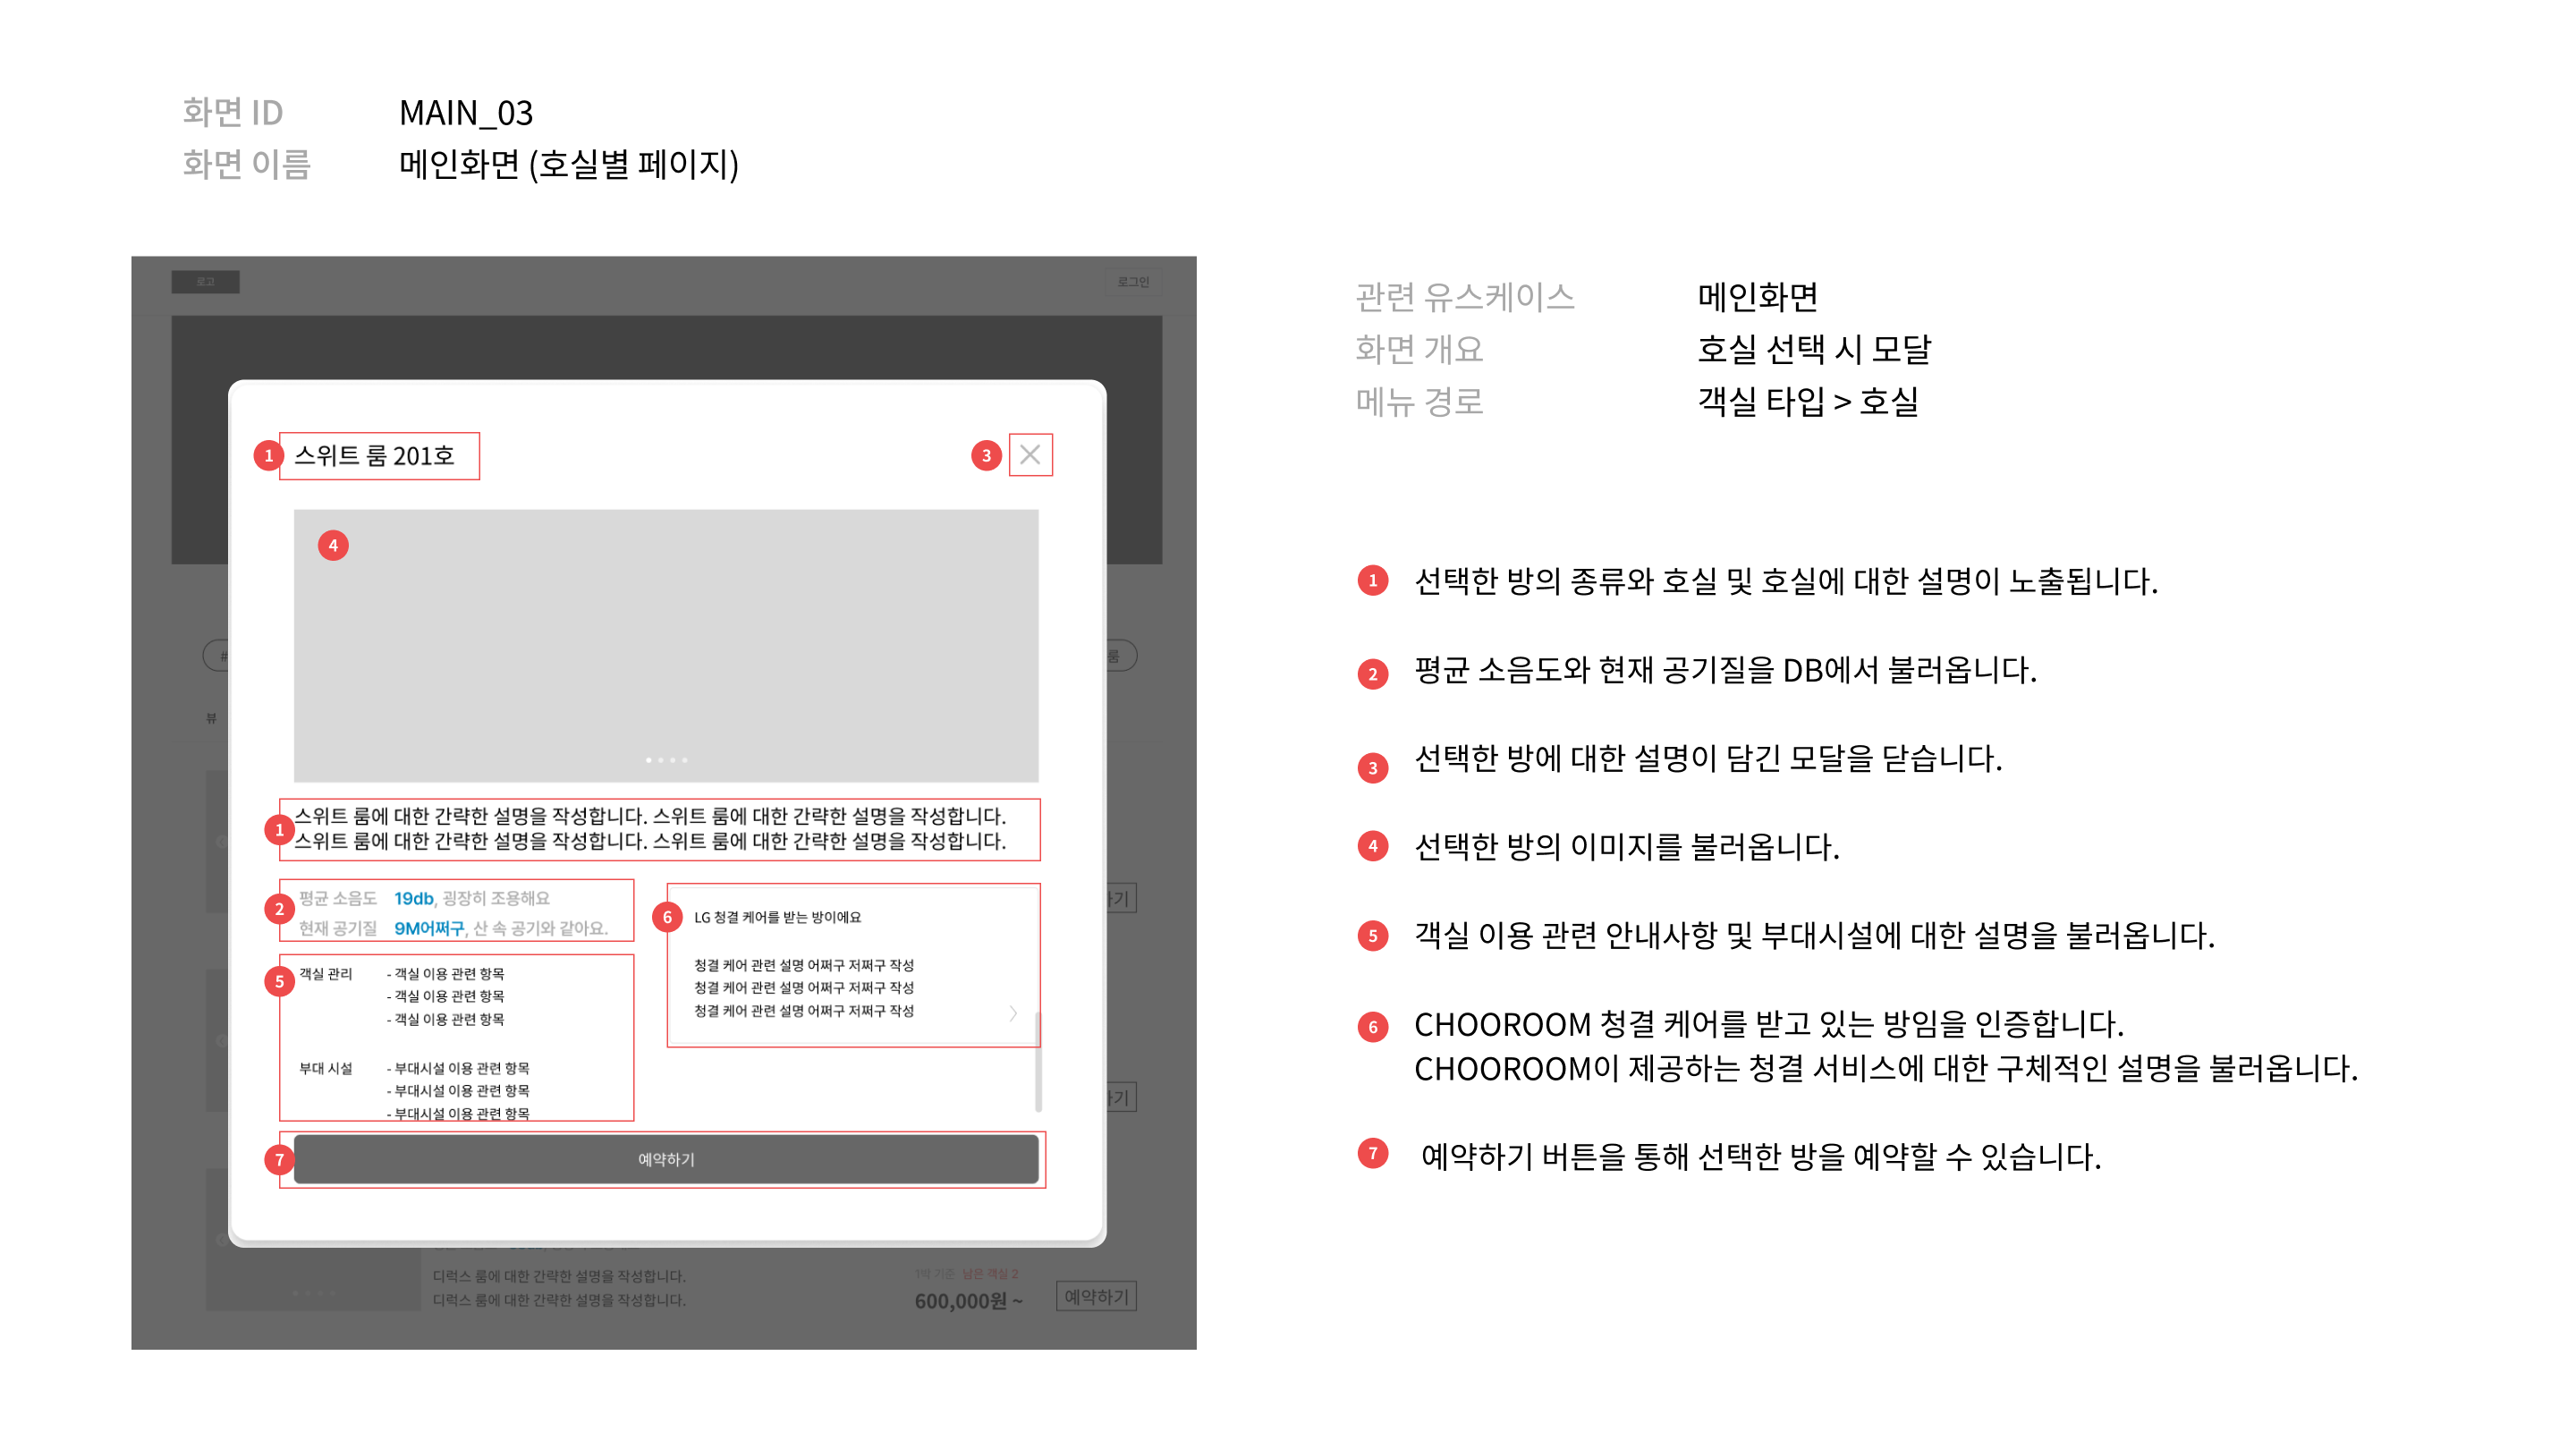 화면 ID MAIN_03
화면 이름 메인화면 (호실별 페이지)
로고
로그인
관련 유스케이스 메인화면
화면 개요 호실 선택 시 모달
메뉴 경로 객실 타입 > 호실
1 스위트 룸 201호
3
4
#
룸
뷰
1 스위트 룸에 대한 간략한 설명을 작성합니다. 스위트 룸에 대한 간략한 설명을 작성합니다.
스위트 룸에 대한 간략한 설명을 작성합니다. 스위트 룸에 대한 간략한 설명을 작성합니다.
2 평균 소음도 19db, 굉장히 조용해요
현재 공기질 9M어쩌구, 산 속 공기와 같아요.
5 객실 관리 - 객실 이용 관련 항목
- 객실 이용 관련 항목
- 객실 이용 관련 항목
부대 시설 - 부대시설 이용 관련 항목
- 부대시설 이용 관련 항목
- 부대시설 이용 관련 항목
6 LG 청결 케어를 받는 방이에요
청결 케어 관련 설명 어쩌구 저쩌구 작성
청결 케어 관련 설명 어쩌구 저쩌구 작성
청결 케어 관련 설명 어쩌구 저쩌구 작성
기
기
7 예약하기
디럭스 룸에 대한 간략한 설명을 작성합니다.
디럭스 룸에 대한 간략한 설명을 작성합니다.
1박 기준 남은 객실 2
600,000원 ~
예약하기
1 선택한 방의 종류와 호실 및 호실에 대한 설명이 노출됩니다.
2 평균 소음도와 현재 공기질을 DB에서 불러옵니다.
3 선택한 방에 대한 설명이 담긴 모달을 닫습니다.
4 선택한 방의 이미지를 불러옵니다.
5 객실 이용 관련 안내사항 및 부대시설에 대한 설명을 불러옵니다.
6 CHOOROOM 청결 케어를 받고 있는 방임을 인증합니다.
CHOOROOM이 제공하는 청결 서비스에 대한 구체적인 설명을 불러옵니다.
7 예약하기 버튼을 통해 선택한 방을 예약할 수 있습니다.